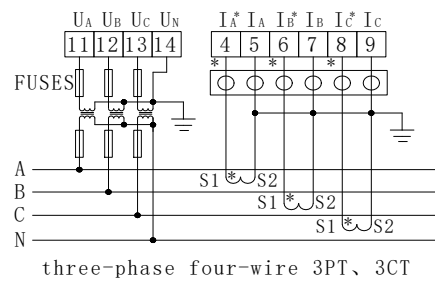 UA UB UC UN IA* IA IB* IB IC* IC
11 12 13 14 4 5 6 7 8 9
* * *
FUSES
A
S1 * S2
B
S1 * S2
C
S1 * S2
N
three-phase four-wire 3PT、3CT